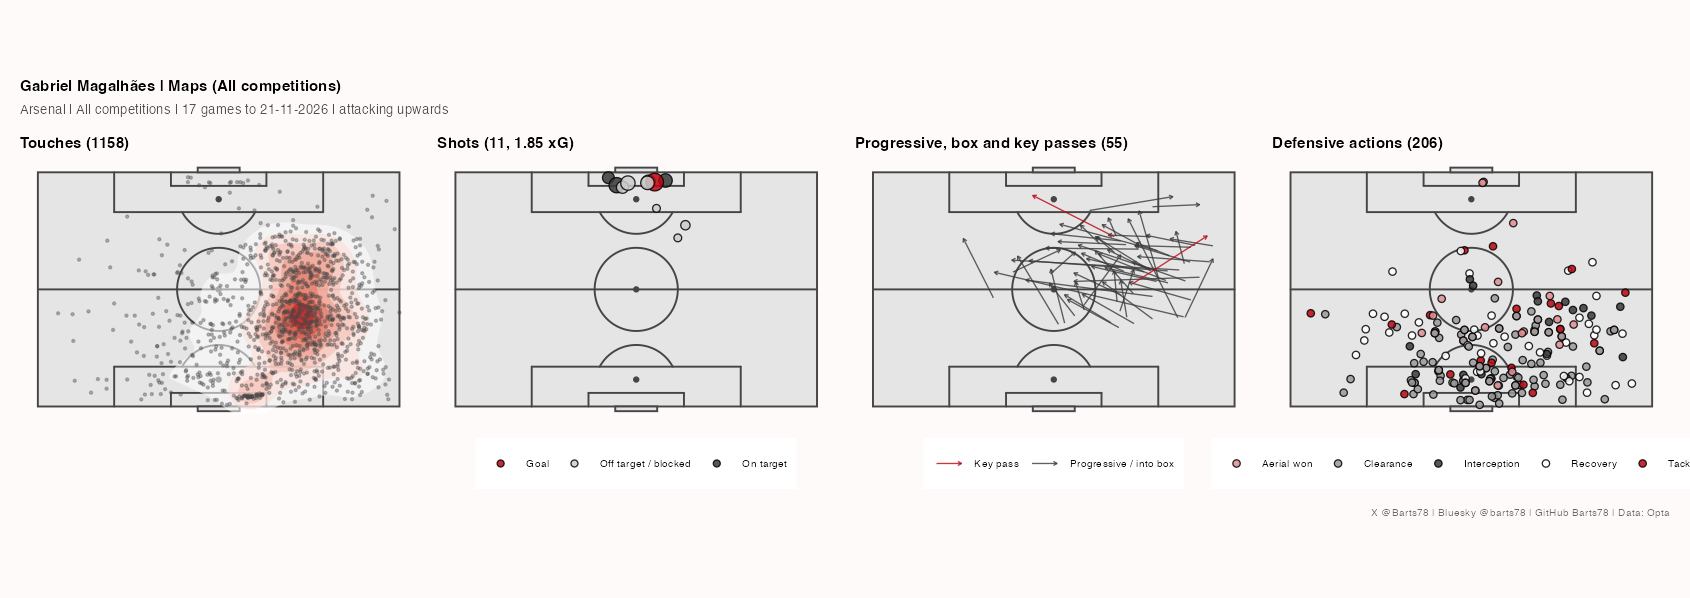 Gabriel Magalhães | Maps (All competitions)
Arsenal | All competitions | 17 games to 21-11-2026 | attacking upwards
Touches (1158)
Shots (11, 1.85 xG)
Progressive, box and key passes (55)
Defensive actions (206)
Goal
Off target / blocked
On target
Key pass
Progressive / into box
Aerial won
Clearance
Interception
Recovery
Tack
X @Barts78 | Bluesky @barts78 | GitHub Barts78 | Data: Opta